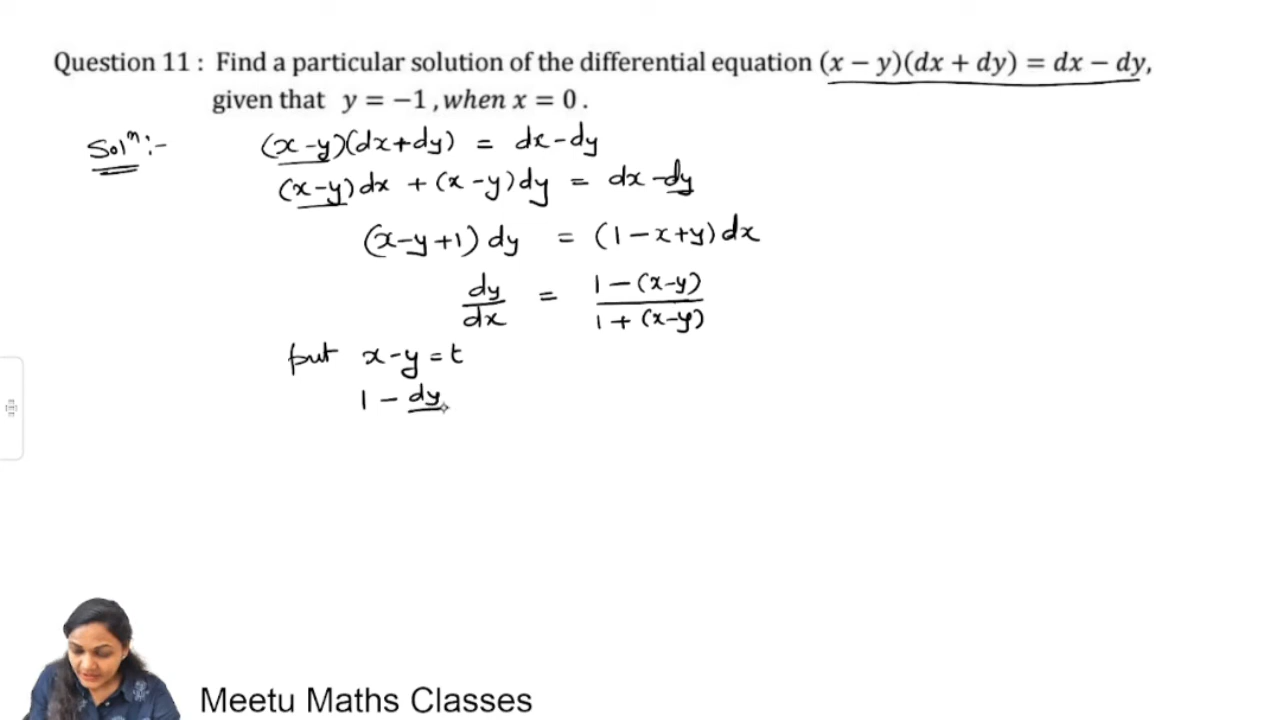 Question 11 : Find a particular solution of the differential equation (x − y)(dx + dy) = dx − dy,
given that y = −1 , when x = 0 .
Solⁿ:- (x-y)(dx+dy) = dx-dy
(x-y)dx + (x-y)dy = dx-dy
(x-y+1) dy = (1-x+y) dx
dy/dx = 1-(x-y)/1+(x-y)
put x-y=t
1 - dy
Meetu Maths Classes